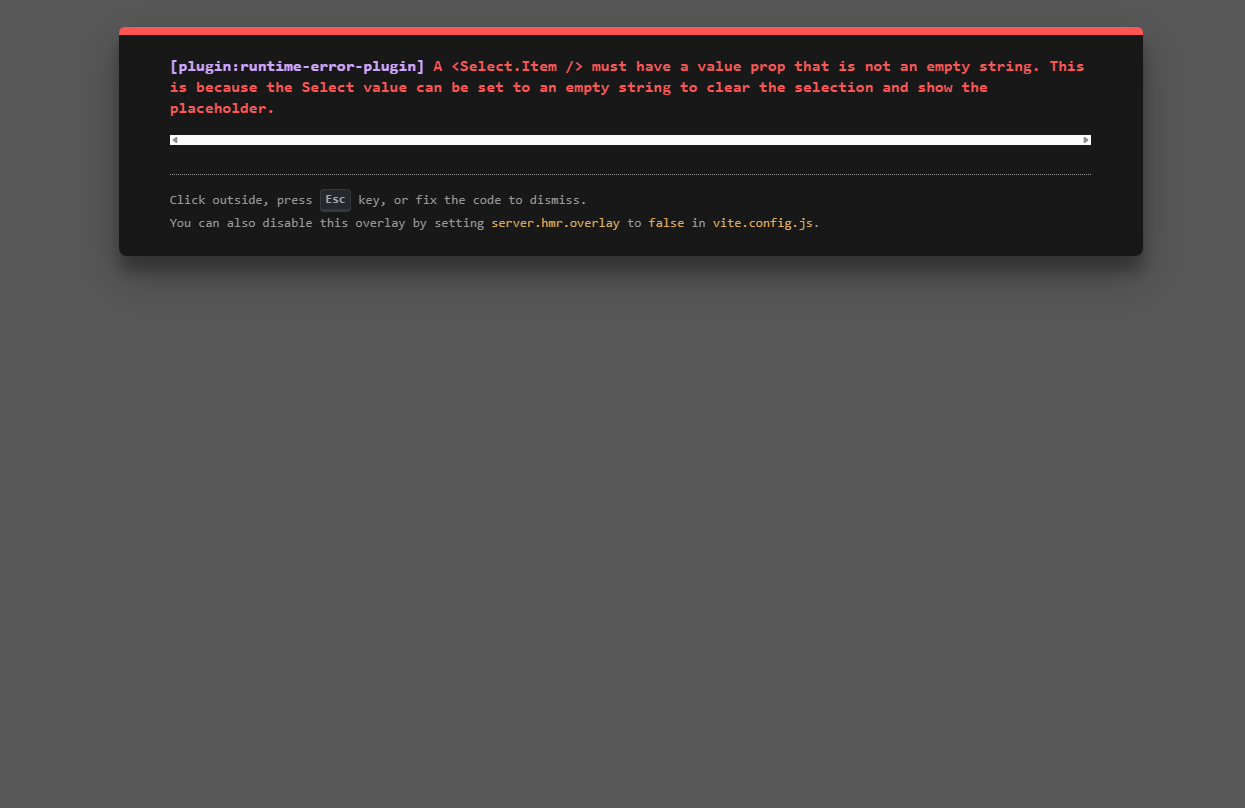 [plugin:runtime-error-plugin] A <Select.Item /> must have a value prop that is not an empty string. This
is because the Select value can be set to an empty string to clear the selection and show the
placeholder.
Click outside, press Esc key, or fix the code to dismiss.
You can also disable this overlay by setting server.hmr.overlay to false in vite.config.js.